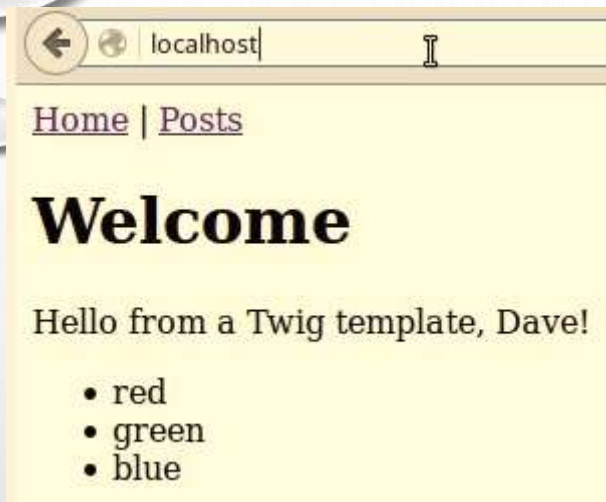 localhost
Home | Posts
Welcome
Hello from a Twig template, Dave!
• red
• green
• blue